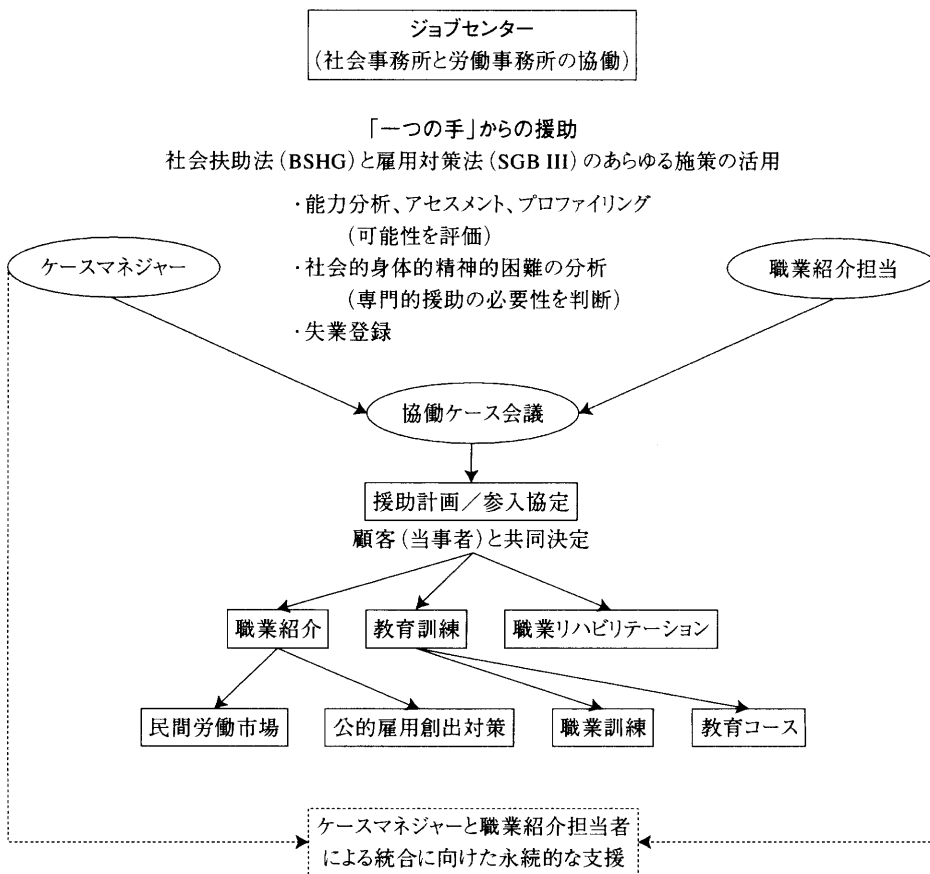 ジョブセンター
(社会事務所と労働事務所の協働)
「一つの手」からの援助
社会扶助法(BSHG)と雇用対策法(SGB III)のあらゆる施策の活用
・能力分析、アセスメント、プロファイリング
(可能性を評価)
ケースマネジャー
・社会的身体的精神的困難の分析
職業紹介担当
(専門的援助の必要性を判断)
・失業登録
協働ケース会議
援助計画/参入協定
顧客(当事者)と共同決定
職業紹介
教育訓練
職業リハビリテーション
民間労働市場
公的雇用創出対策
職業訓練
教育コース
ケースマネジャーと職業紹介担当者
による統合に向けた永続的な支援